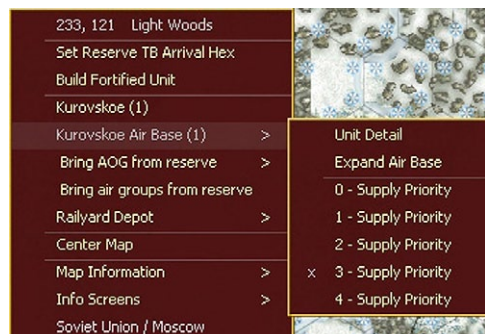 233, 121 Light Woods
Set Reserve TB Arrival Hex
Build Fortified Unit
Kurovskoe (1)
Kurovskoe Air Base (1) >
Bring AOG from reserve >
Bring air groups from reserve
Railyard Depot >
Center Map
Map Information >
Info Screens >
Soviet Union / Moscow
Unit Detail
Expand Air Base
0 - Supply Priority
1 - Supply Priority
2 - Supply Priority
x 3 - Supply Priority
4 - Supply Priority